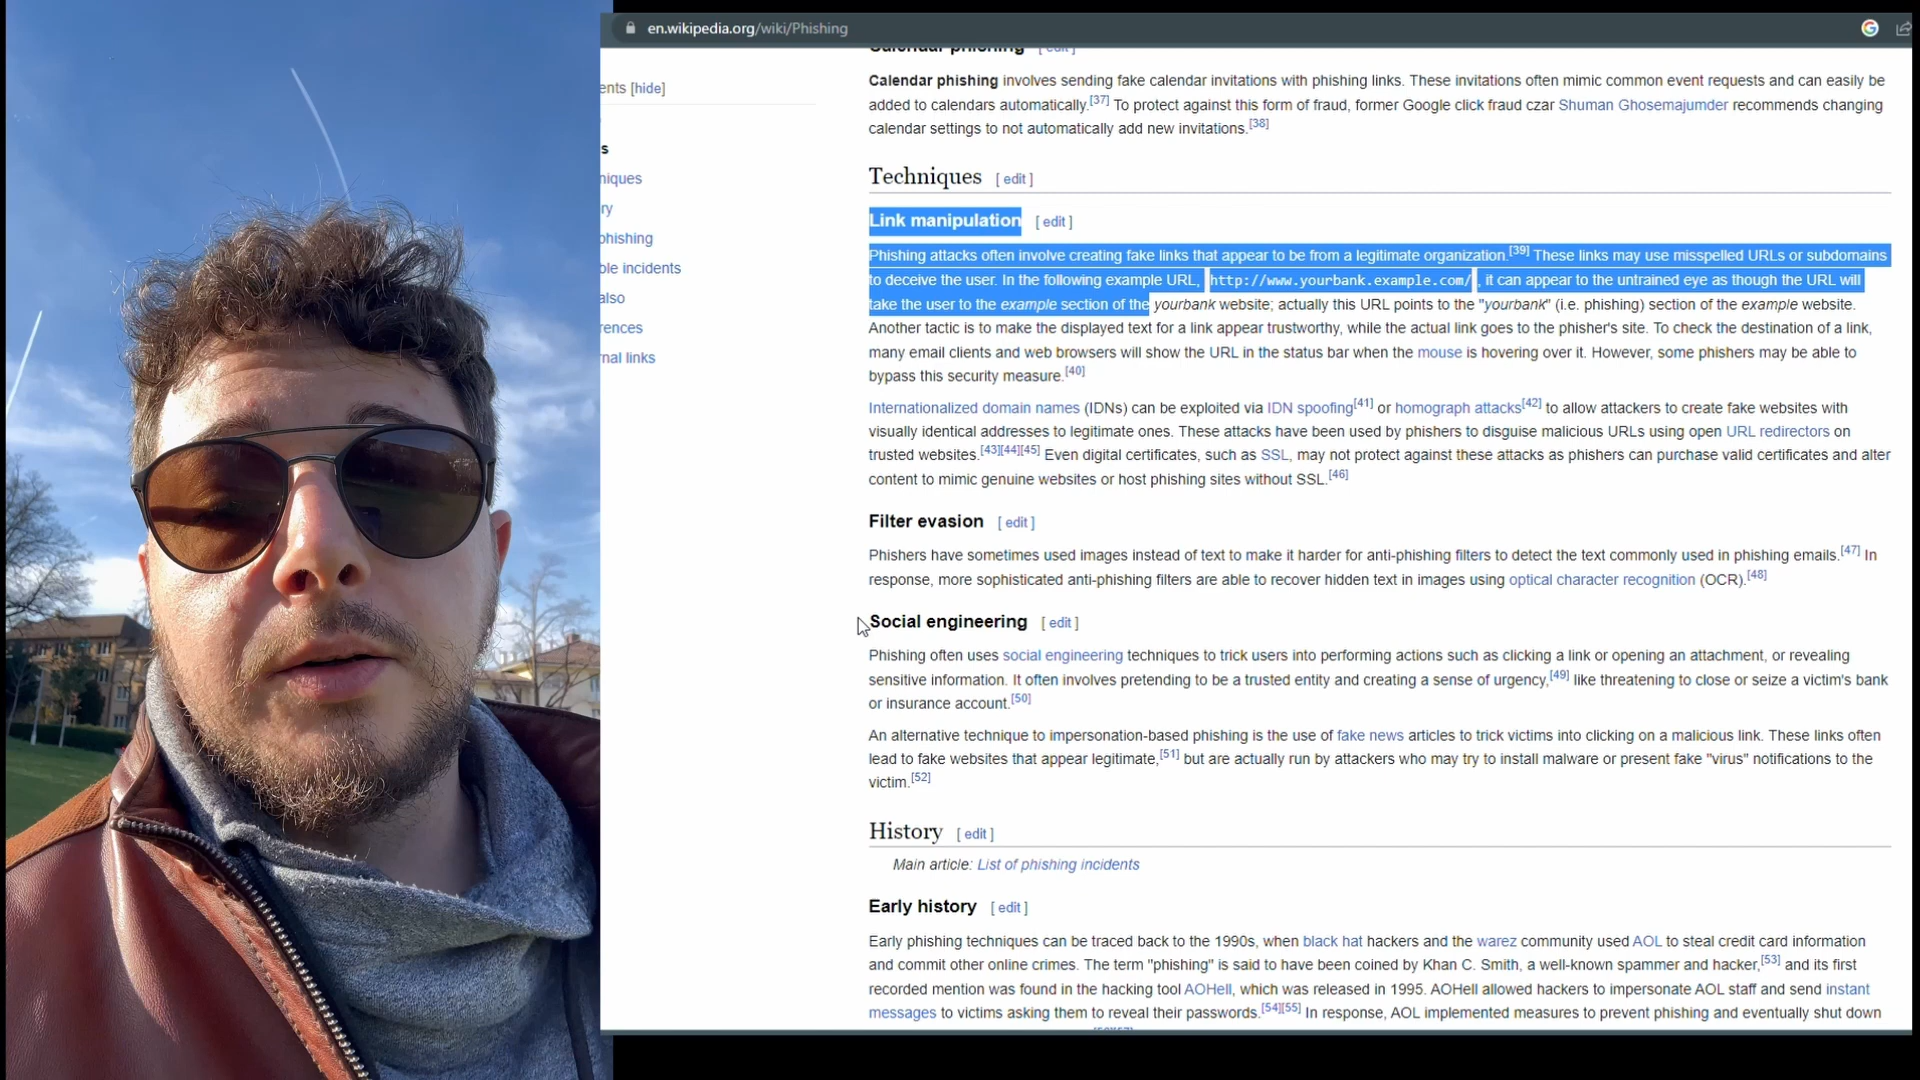 en.wikipedia.org/wiki/Phishing
Calendar phishing [ edit ]
ents [hide]
Calendar phishing involves sending fake calendar invitations with phishing links. These invitations often mimic common event requests and can easily be
added to calendars automatically.[37] To protect against this form of fraud, former Google click fraud czar Shuman Ghosemajumder recommends changing
calendar settings to not automatically add new invitations.[38]
s
niques
ry
phishing
ble incidents
also
rences
nal links
Techniques [ edit ]
Link manipulation [ edit ]
Phishing attacks often involve creating fake links that appear to be from a legitimate organization.[39] These links may use misspelled URLs or subdomains
to deceive the user. In the following example URL, http://www.yourbank.example.com/ , it can appear to the untrained eye as though the URL will
take the user to the example section of the yourbank website; actually this URL points to the "yourbank" (i.e. phishing) section of the example website.
Another tactic is to make the displayed text for a link appear trustworthy, while the actual link goes to the phisher's site. To check the destination of a link,
many email clients and web browsers will show the URL in the status bar when the mouse is hovering over it. However, some phishers may be able to
bypass this security measure.[40]
Internationalized domain names (IDNs) can be exploited via IDN spoofing[41] or homograph attacks[42] to allow attackers to create fake websites with
visually identical addresses to legitimate ones. These attacks have been used by phishers to disguise malicious URLs using open URL redirectors on
trusted websites.[43][44][45] Even digital certificates, such as SSL, may not protect against these attacks as phishers can purchase valid certificates and alter
content to mimic genuine websites or host phishing sites without SSL.[46]
Filter evasion [ edit ]
Phishers have sometimes used images instead of text to make it harder for anti-phishing filters to detect the text commonly used in phishing emails.[47] In
response, more sophisticated anti-phishing filters are able to recover hidden text in images using optical character recognition (OCR).[48]
Social engineering [ edit ]
Phishing often uses social engineering techniques to trick users into performing actions such as clicking a link or opening an attachment, or revealing
sensitive information. It often involves pretending to be a trusted entity and creating a sense of urgency,[49] like threatening to close or seize a victim's bank
or insurance account.[50]
An alternative technique to impersonation-based phishing is the use of fake news articles to trick victims into clicking on a malicious link. These links often
lead to fake websites that appear legitimate,[51] but are actually run by attackers who may try to install malware or present fake "virus" notifications to the
victim.[52]
History [ edit ]
Main article: List of phishing incidents
Early history [ edit ]
Early phishing techniques can be traced back to the 1990s, when black hat hackers and the warez community used AOL to steal credit card information
and commit other online crimes. The term "phishing" is said to have been coined by Khan C. Smith, a well-known spammer and hacker,[53] and its first
recorded mention was found in the hacking tool AOHell, which was released in 1995. AOHell allowed hackers to impersonate AOL staff and send instant
messages to victims asking them to reveal their passwords.[54][55] In response, AOL implemented measures to prevent phishing and eventually shut down